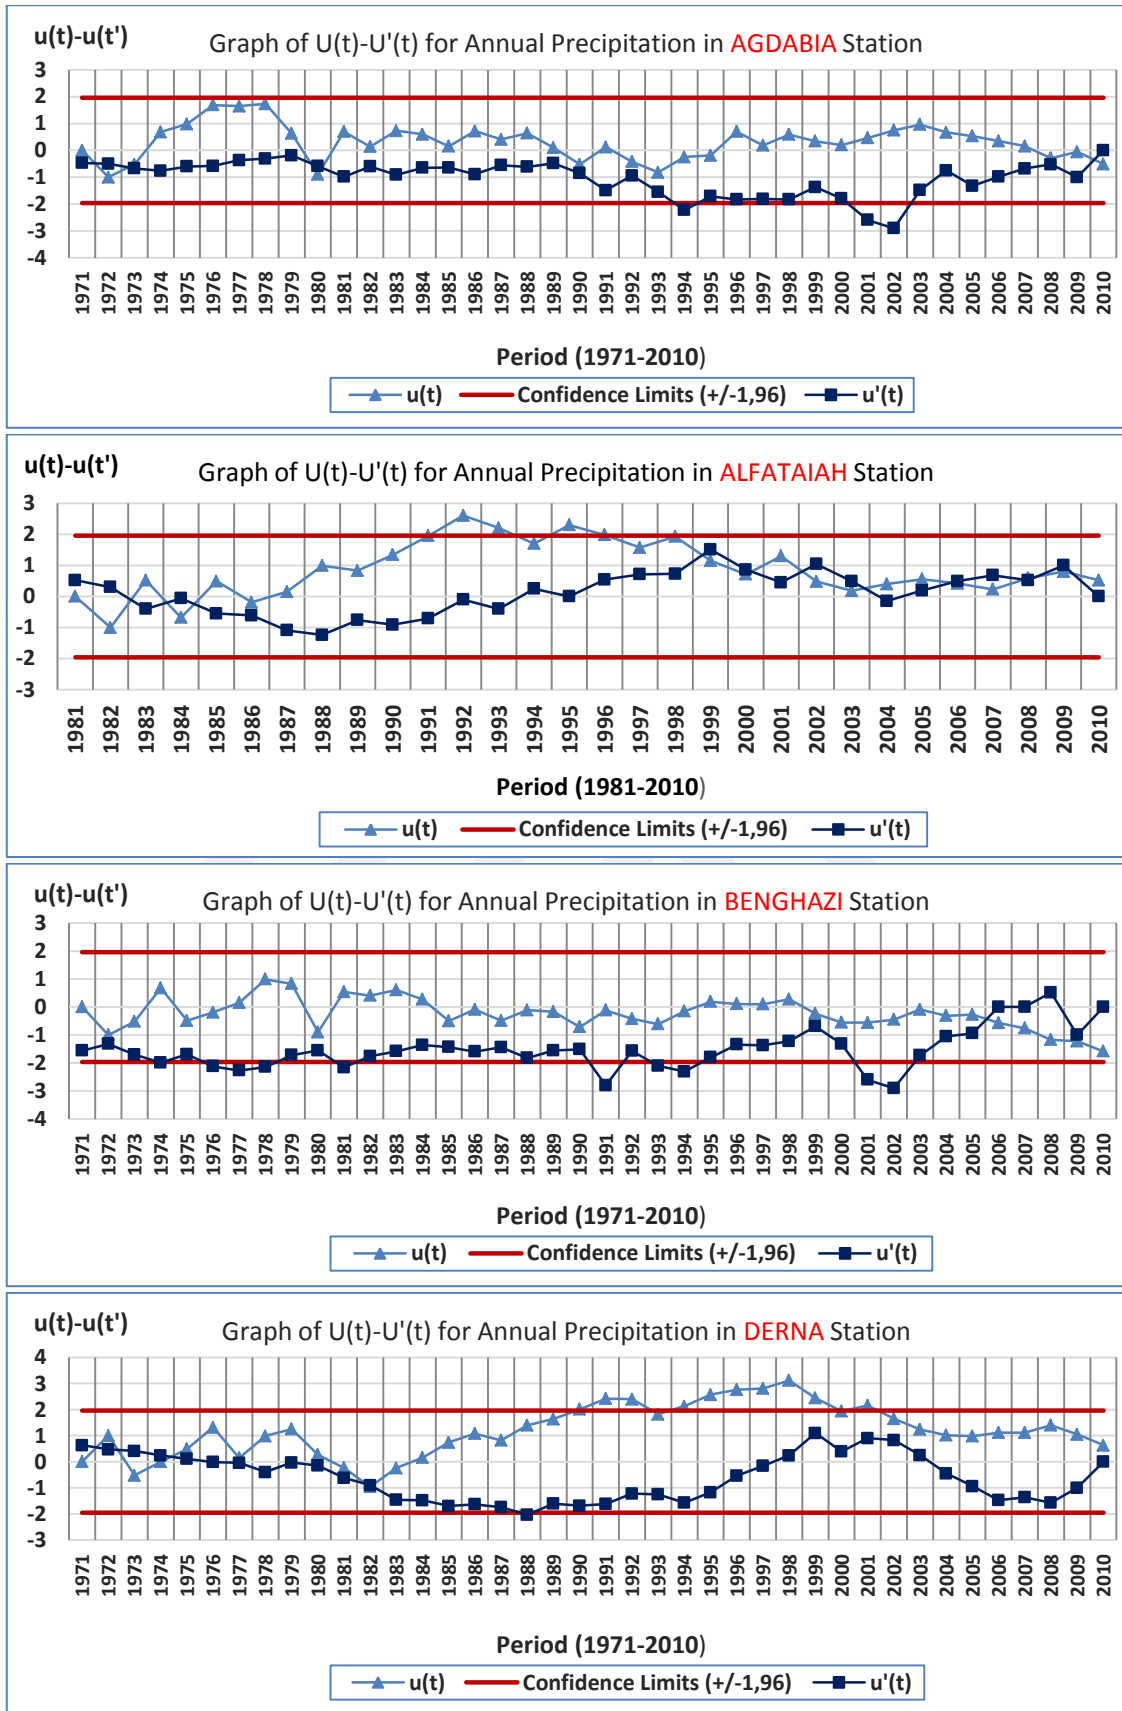 u(t)-u(t')
Graph of U(t)-U'(t) for Annual Precipitation in AGDABIA Station
3
2
1
0
-1
-2
-3
-4
1971 1972 1973 1974 1975 1976 1977 1978 1979 1980 1981 1982 1983 1984 1985 1986 1987 1988 1989 1990 1991 1992 1993 1994 1995 1996 1997 1998 1999 2000 2001 2002 2003 2004 2005 2006 2007 2008 2009 2010
Period (1971-2010)
u(t) Confidence Limits (+/-1,96) u'(t)
u(t)-u(t')
Graph of U(t)-U'(t) for Annual Precipitation in ALFATAIAH Station
3
2
1
0
-1
-2
-3
1981 1982 1983 1984 1985 1986 1987 1988 1989 1990 1991 1992 1993 1994 1995 1996 1997 1998 1999 2000 2001 2002 2003 2004 2005 2006 2007 2008 2009 2010
Period (1981-2010)
u(t) Confidence Limits (+/-1,96) u'(t)
u(t)-u(t')
Graph of U(t)-U'(t) for Annual Precipitation in BENGHAZI Station
3
2
1
0
-1
-2
-3
-4
1971 1972 1973 1974 1975 1976 1977 1978 1979 1980 1981 1982 1983 1984 1985 1986 1987 1988 1989 1990 1991 1992 1993 1994 1995 1996 1997 1998 1999 2000 2001 2002 2003 2004 2005 2006 2007 2008 2009 2010
Period (1971-2010)
u(t) Confidence Limits (+/-1,96) u'(t)
u(t)-u(t')
Graph of U(t)-U'(t) for Annual Precipitation in DERNA Station
4
3
2
1
0
-1
-2
-3
1971 1972 1973 1974 1975 1976 1977 1978 1979 1980 1981 1982 1983 1984 1985 1986 1987 1988 1989 1990 1991 1992 1993 1994 1995 1996 1997 1998 1999 2000 2001 2002 2003 2004 2005 2006 2007 2008 2009 2010
Period (1971-2010)
u(t) Confidence Limits (+/-1,96) u'(t)